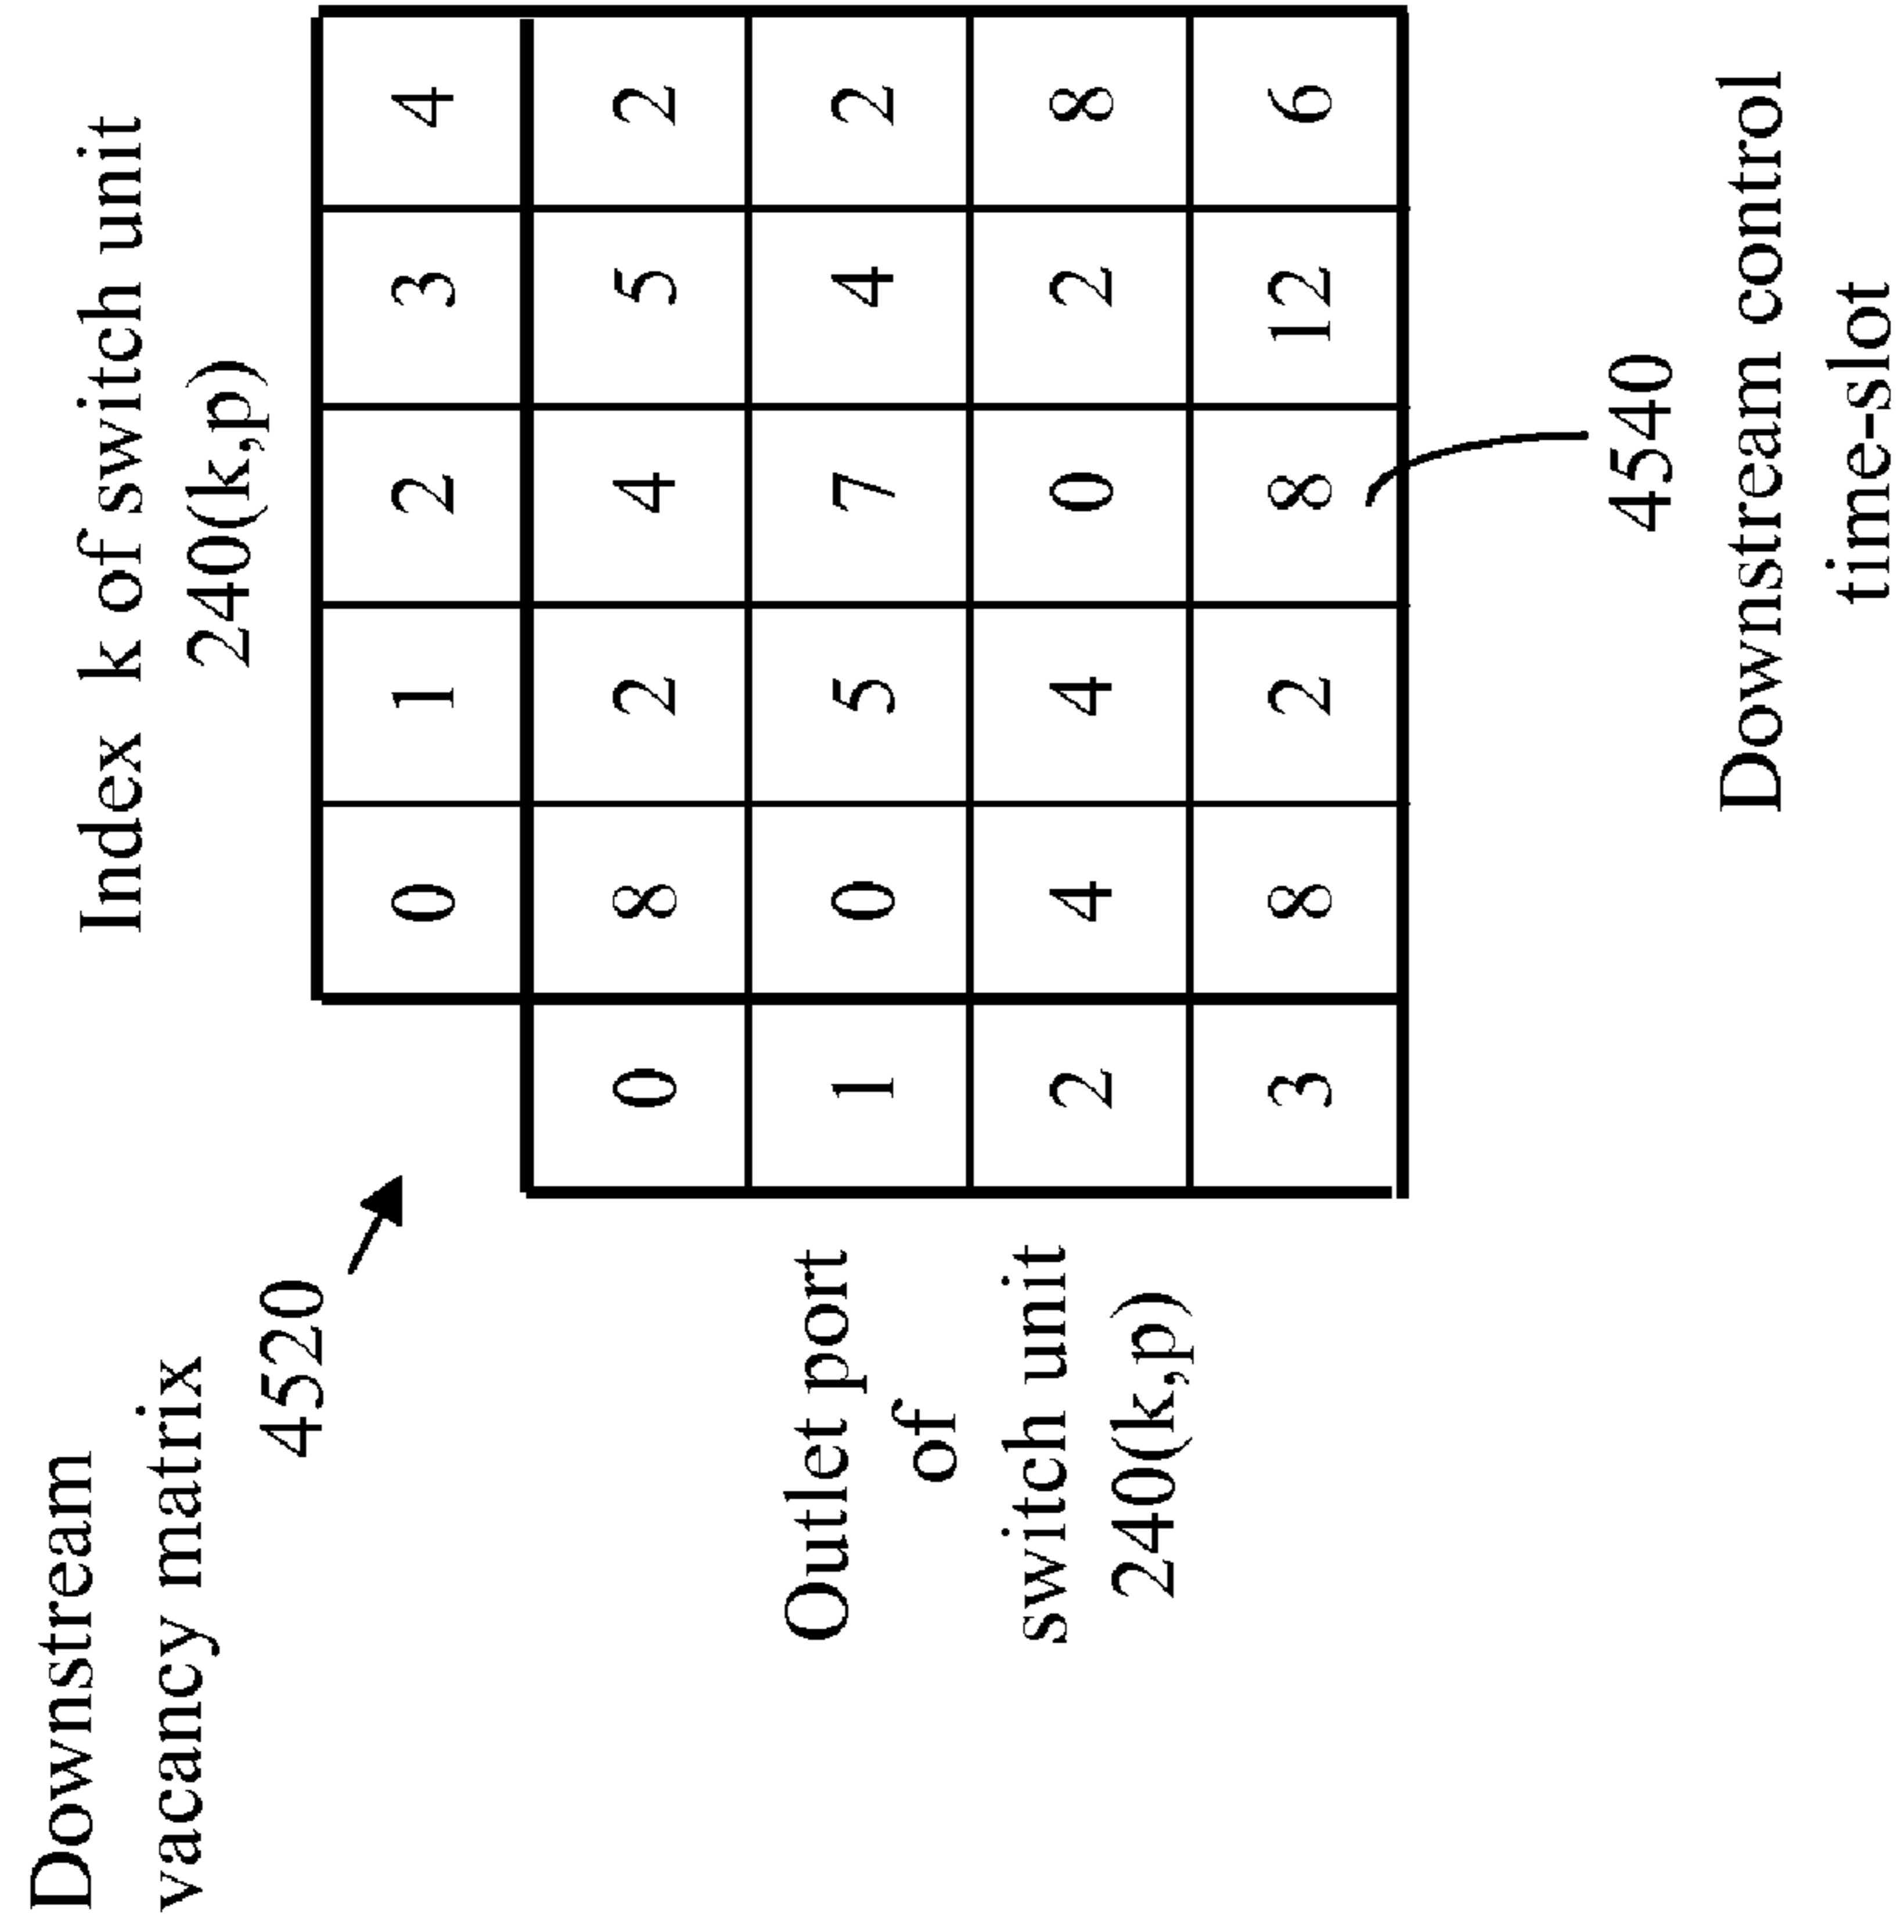 Downstream
vacancy matrix
4520
Index k of switch unit
240(k,p)
0 1 2 3 4
0 8 2 4 5 2
1 0 5 7 4 2
2 4 4 0 2 8
3 8 2 8 12 6
Outlet port
of
switch unit
240(k,p)
4540
Downstream control
time-slot